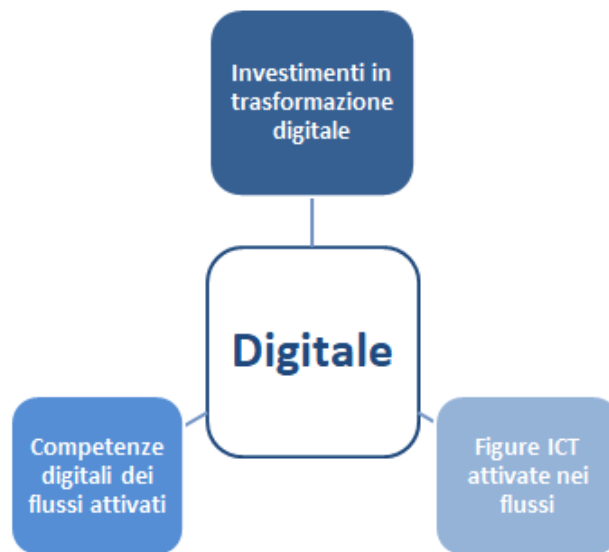 Investimenti in
trasformazione
digitale
Digitale
Competenze
digitali dei
flussi attivati
Figure ICT
attivate nei
flussi